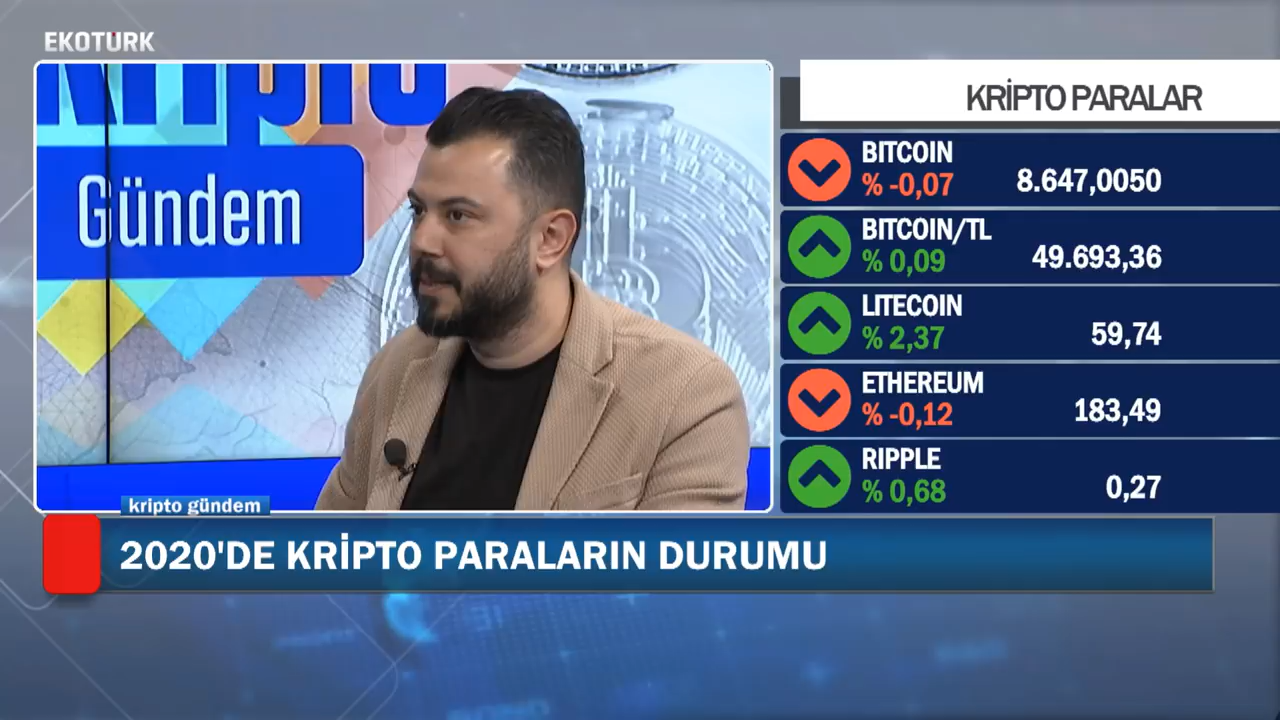 EKOTÜRK
kripto
Gündem
KRİPTO PARALAR
BITCOIN
% -0,07
8.647,0050
BITCOIN/TL
% 0,09
49.693,36
LITECOIN
% 2,37
59,74
ETHEREUM
% -0,12
183,49
RIPPLE
% 0,68
0,27
kripto gündem
2020'DE KRİPTO PARALARIN DURUMU